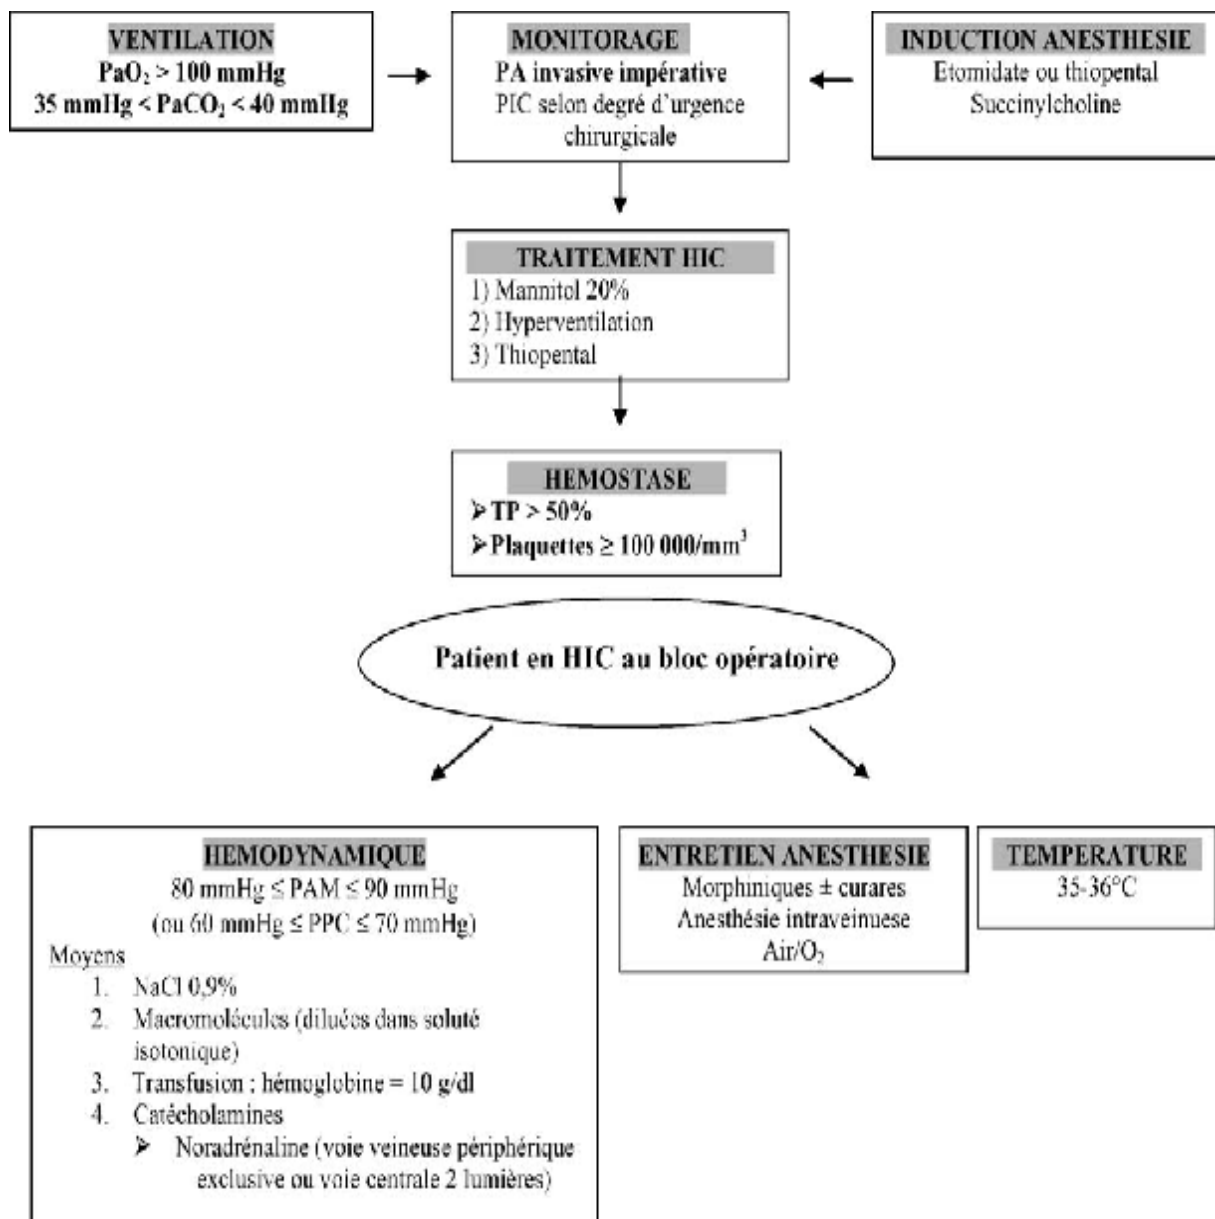 VENTILATION
PaO₂ > 100 mmHg
35 mmHg < PaCO₂ < 40 mmHg
MONITORAGE
PA invasive impérative
PIC selon degré d'urgence
chirurgicale
INDUCTION ANESTHESIE
Etomidate ou thiopental
Succinylcholine
TRAITEMENT HIC
1) Mannitol 20%
2) Hyperventilation
3) Thiopental
HEMOSTASE
➢ TP > 50%
➢ Plaquettes ≥ 100 000/mm³
Patient en HIC au bloc opératoire
HEMODYNAMIQUE
80 mmHg ≤ PAM ≤ 90 mmHg
(ou 60 mmHg ≤ PPC ≤ 70 mmHg)
Moyens
1. NaCl 0,9%
2. Macromolécules (diluées dans soluté
isotonique)
3. Transfusion : hémoglobine = 10 g/dl
4. Catécholamines
➢ Noradrénaline (voie veineuse périphérique
exclusive ou voie centrale 2 lumières)
ENTRETIEN ANESTHESIE
Morphiniques ± curares
Anesthésie intraveinuese
Air/O₂
TEMPERATURE
35-36°C